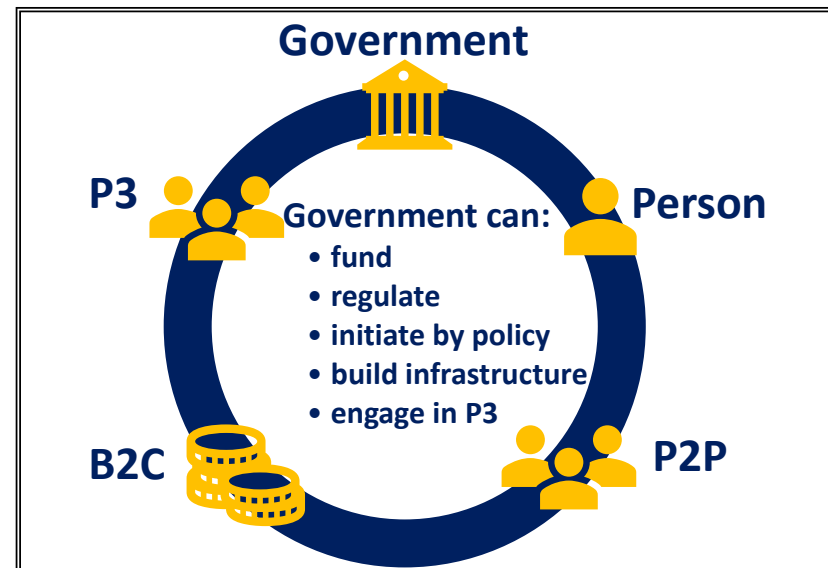 Government
P3
Person
Government can:
• fund
• regulate
• initiate by policy
• build infrastructure
• engage in P3
B2C
P2P